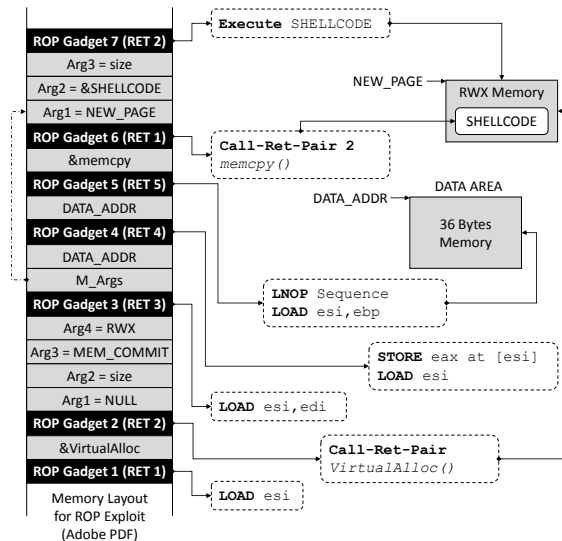 ROP Gadget 7 (RET 2)
Arg3 = size
Arg2 = &SHELLCODE
Arg1 = NEW_PAGE
ROP Gadget 6 (RET 1)
&memcpy
ROP Gadget 5 (RET 5)
DATA_ADDR
ROP Gadget 4 (RET 4)
DATA_ADDR
M_Args
ROP Gadget 3 (RET 3)
Arg4 = RWX
Arg3 = MEM_COMMIT
Arg2 = size
Arg1 = NULL
ROP Gadget 2 (RET 2)
&VirtualAlloc
ROP Gadget 1 (RET 1)
Memory Layout
for ROP Exploit
(Adobe PDF)
Execute SHELLCODE
NEW_PAGE
RWX Memory
SHELLCODE
Call-Ret-Pair 2
memcpy()
DATA AREA
DATA_ADDR
36 Bytes
Memory
LNOP Sequence
LOAD esi,ebp
STORE eax at [esi]
LOAD esi
LOAD esi,edi
Call-Ret-Pair
VirtualAlloc()
LOAD esi